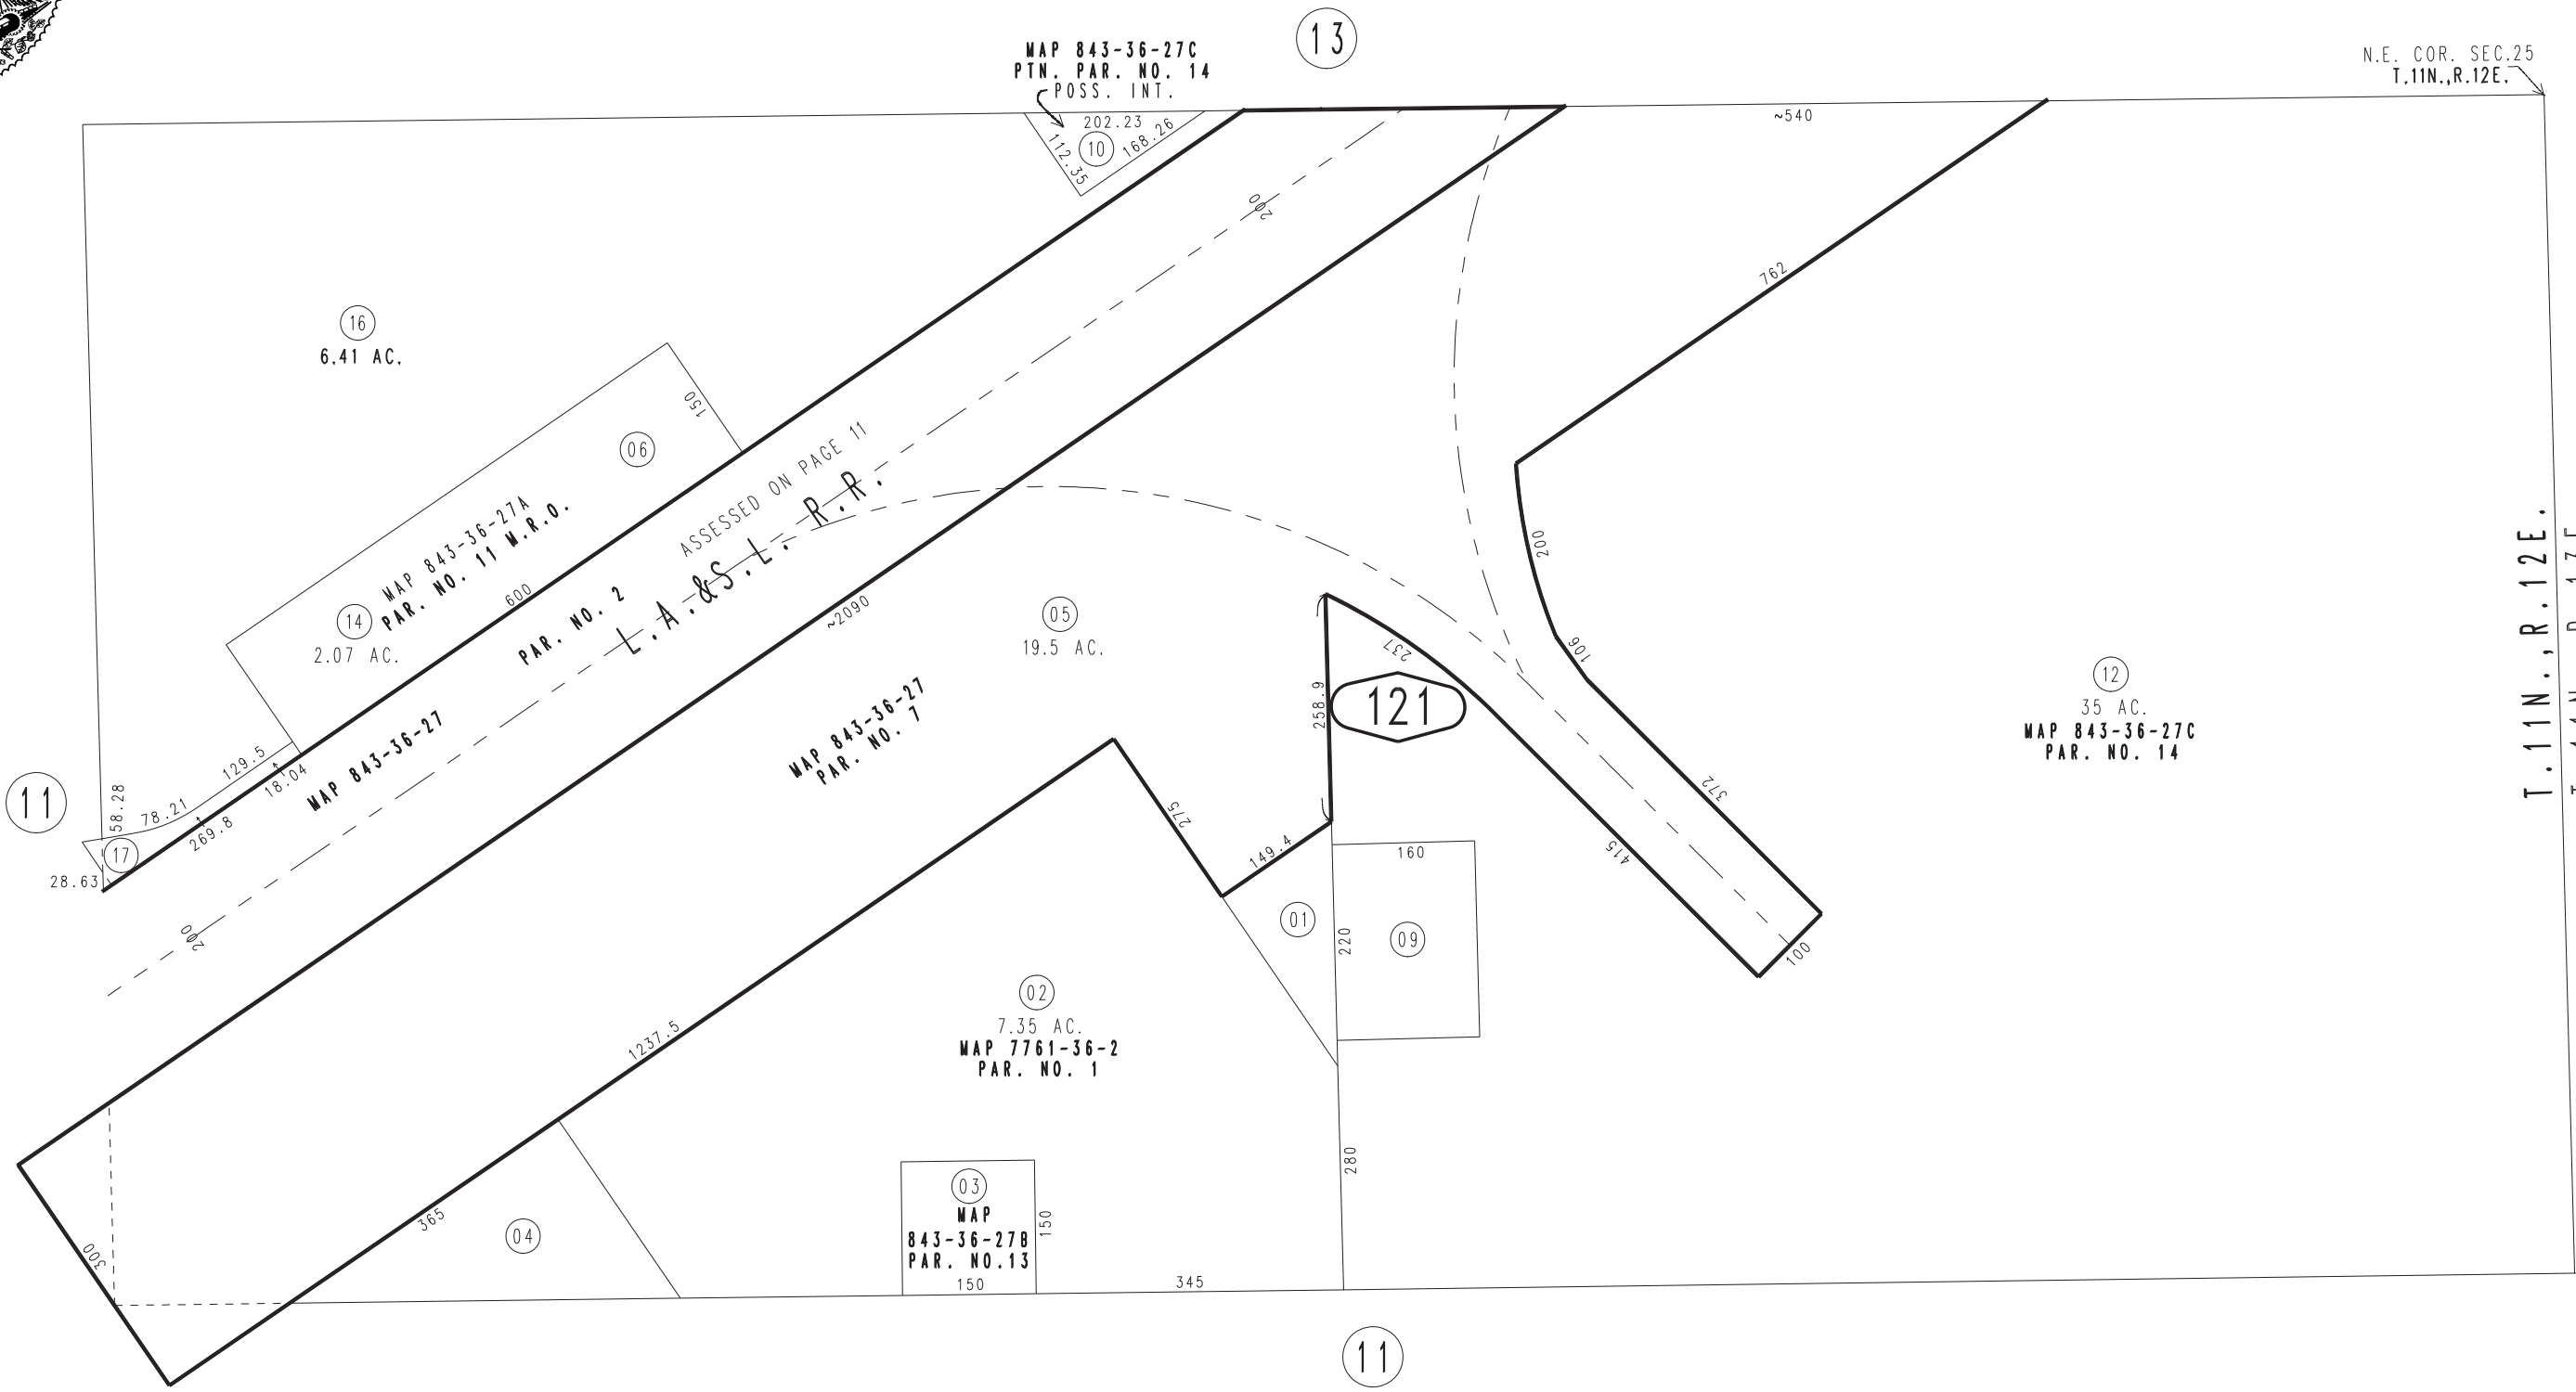 13
MAP 843-36-27C
PTN. PAR. NO. 14
POSS. INT.
N.E. COR. SEC.25
T.11N.,R.12E.
202.23
~540
10
112.35
168.26
200
762
16
6.41 AC.
150
06
ASSESSED ON PAGE 11
L.A.&S.L. R.R.
MAP 843-36-27A
PAR. NO. 11 M.R.O.
200
T.11N.,R.12E.
600
PAR. NO. 2
~2090
14
2.07 AC.
05
19.5 AC.
237
106
258.9
121
12
35 AC.
MAP 843-36-27C
PAR. NO. 14
MAP 843-36-27
PAR. NO. 7
MAP 843-36-27
129.5
18.04
11
58.28
78.21
269.8
372
275
149.4
160
415
17
28.63
200
01
220
09
100
02
7.35 AC.
MAP 7761-36-2
PAR. NO. 1
1237.5
280
03
MAP
843-36-27B
PAR. NO.13
150
150
345
365
04
300
11